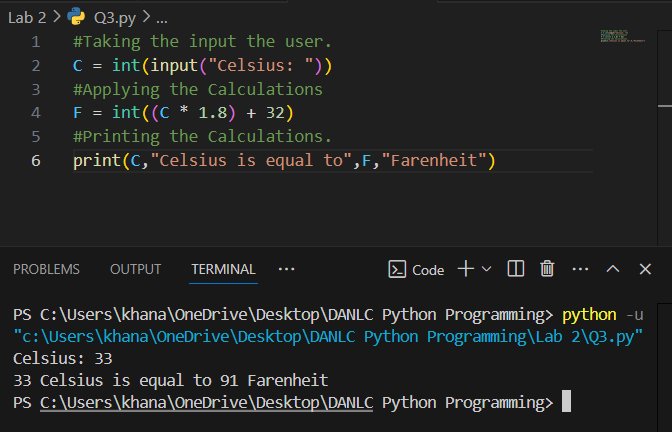 Lab 2 > Q3.py > ...
1 #Taking the input the user.
2 C = int(input("Celsius: "))
3 #Applying the Calculations
4 F = int((C * 1.8) + 32)
5 #Printing the Calculations.
6 print(C,"Celsius is equal to",F,"Farenheit")
PROBLEMS OUTPUT TERMINAL ··· Code
PS C:\Users\khana\OneDrive\Desktop\DANLC Python Programming> python -u
"c:\Users\khana\OneDrive\Desktop\DANLC Python Programming\Lab 2\Q3.py"
Celsius: 33
33 Celsius is equal to 91 Farenheit
PS C:\Users\khana\OneDrive\Desktop\DANLC Python Programming>